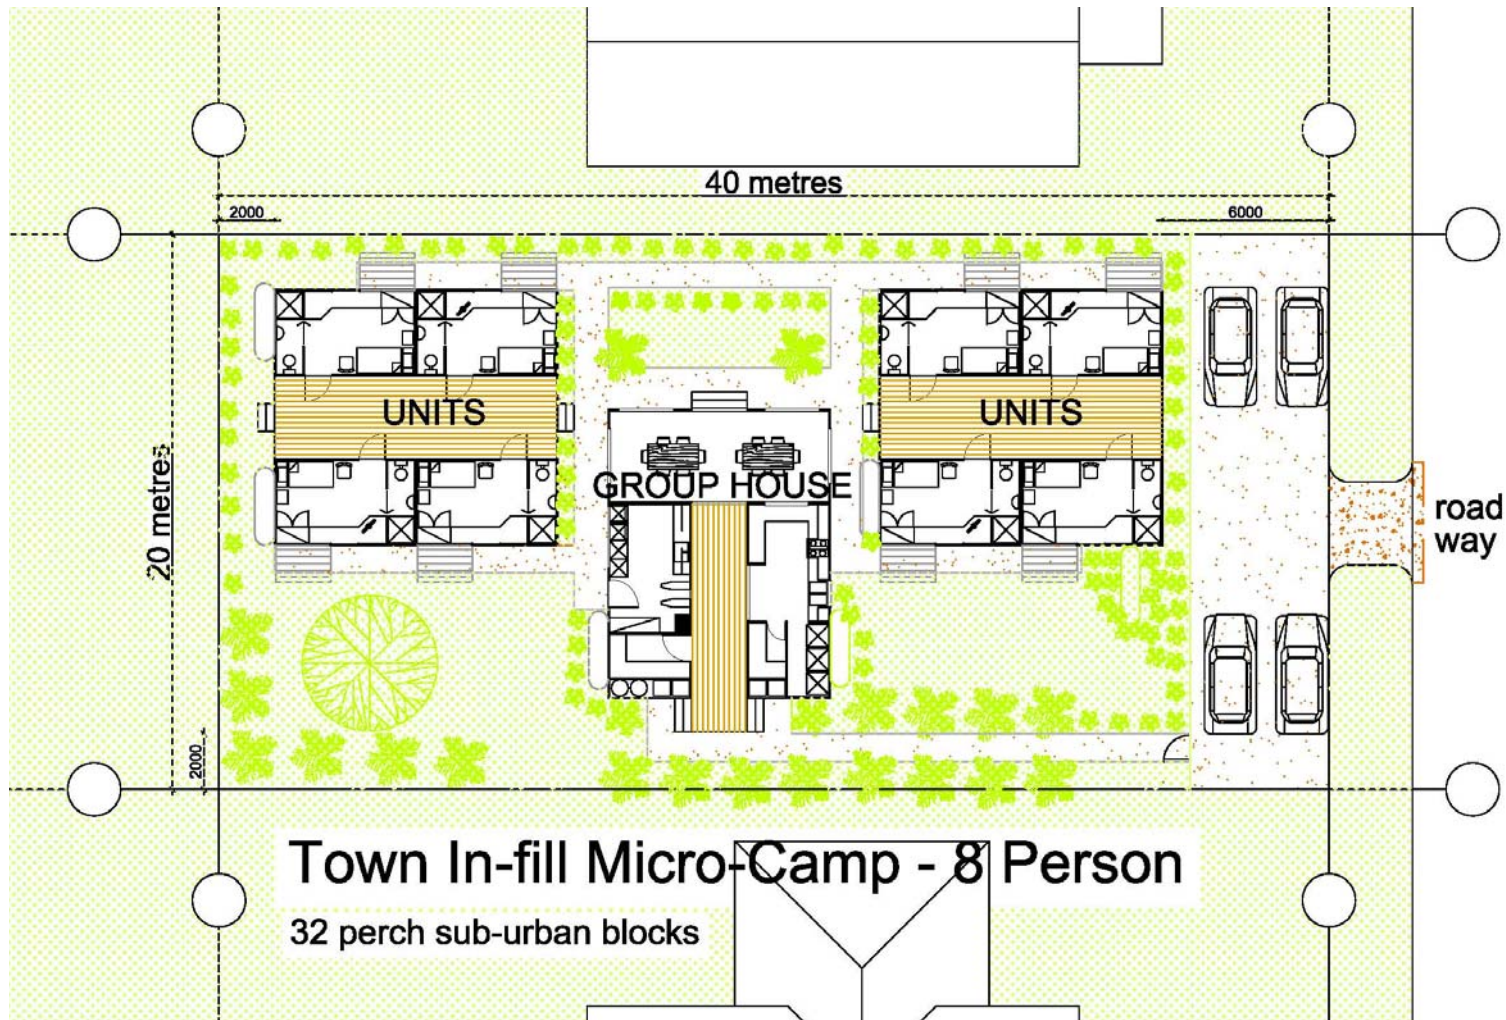 40 metres
2000
6000
UNITS
UNITS
GROUP HOUSE
20 metres
road
way
2000
Town In-fill Micro-Camp - 8 Person
32 perch sub-urban blocks